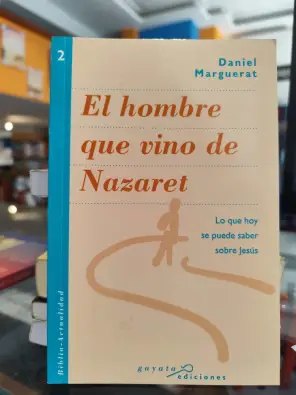 2
Daniel
Marguerat
El hombre
que vino de
Nazaret
Lo que hoy
se puede saber
sobre Jesús
Biblia-Actualidad
gayata
ediciones